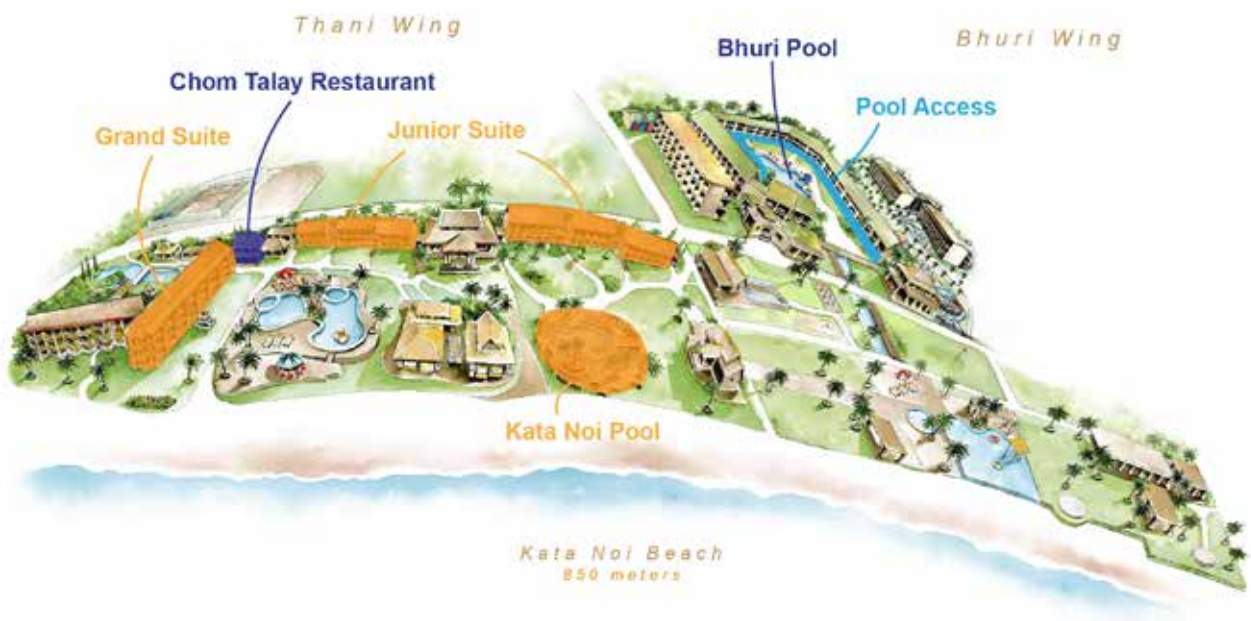 Thani Wing
Bhuri Wing
Bhuri Pool
Chom Talay Restaurant
Pool Access
Grand Suite
Junior Suite
Kata Noi Pool
Kata Noi Beach
850 meters